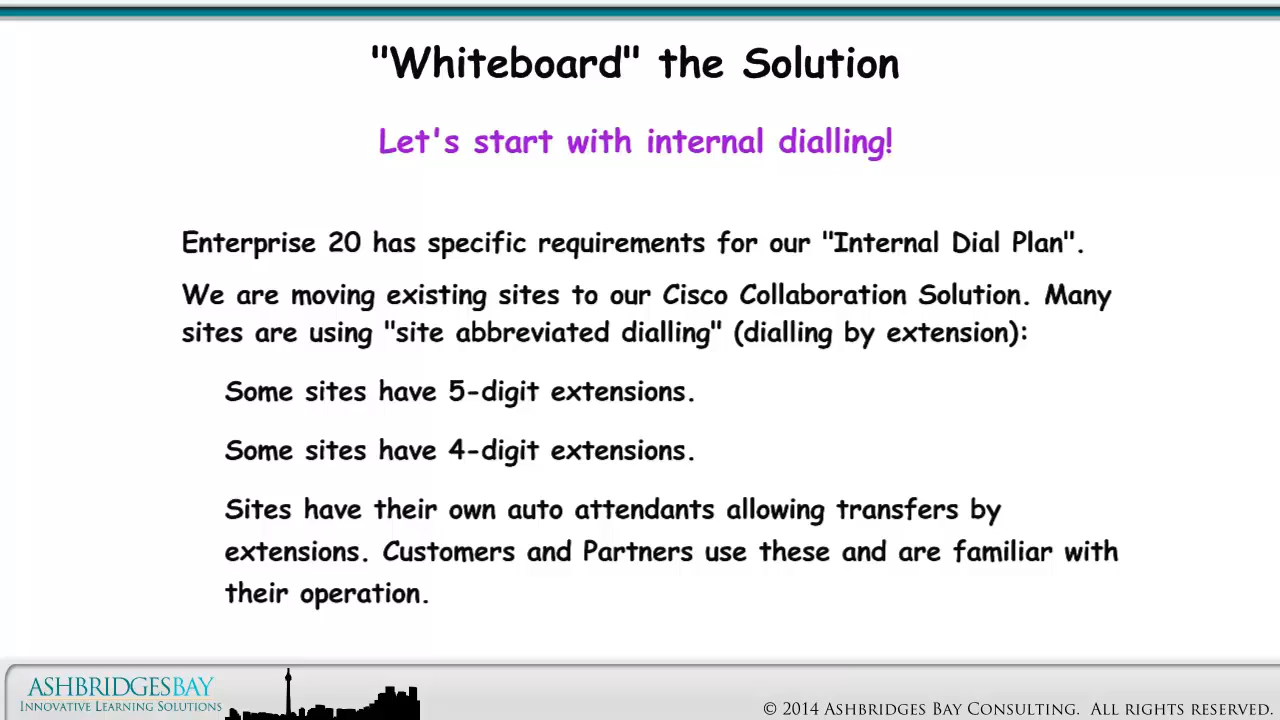 "Whiteboard" the Solution
Let's start with internal dialling!
Enterprise 20 has specific requirements for our "Internal Dial Plan".
We are moving existing sites to our Cisco Collaboration Solution. Many
sites are using "site abbreviated dialling" (dialling by extension):
Some sites have 5-digit extensions.
Some sites have 4-digit extensions.
Sites have their own auto attendants allowing transfers by
extensions. Customers and Partners use these and are familiar with
their operation.
ASHBRIDGESBAY
INNOVATIVE LEARNING SOLUTIONS
© 2014 ASHBRIDGES BAY CONSULTING. ALL RIGHTS RESERVED.